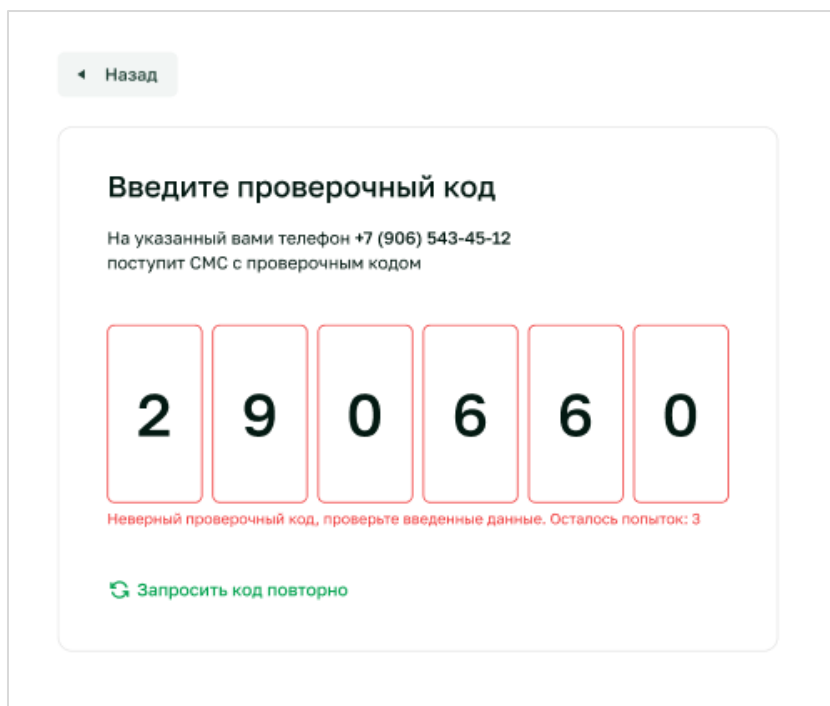 Назад
Введите проверочный код
На указанный вами телефон +7 (906) 543-45-12
поступит СМС с проверочным кодом
2 9 0 6 6 0
Неверный проверочный код, проверьте введенные данные. Осталось попыток: 3
Запросить код повторно